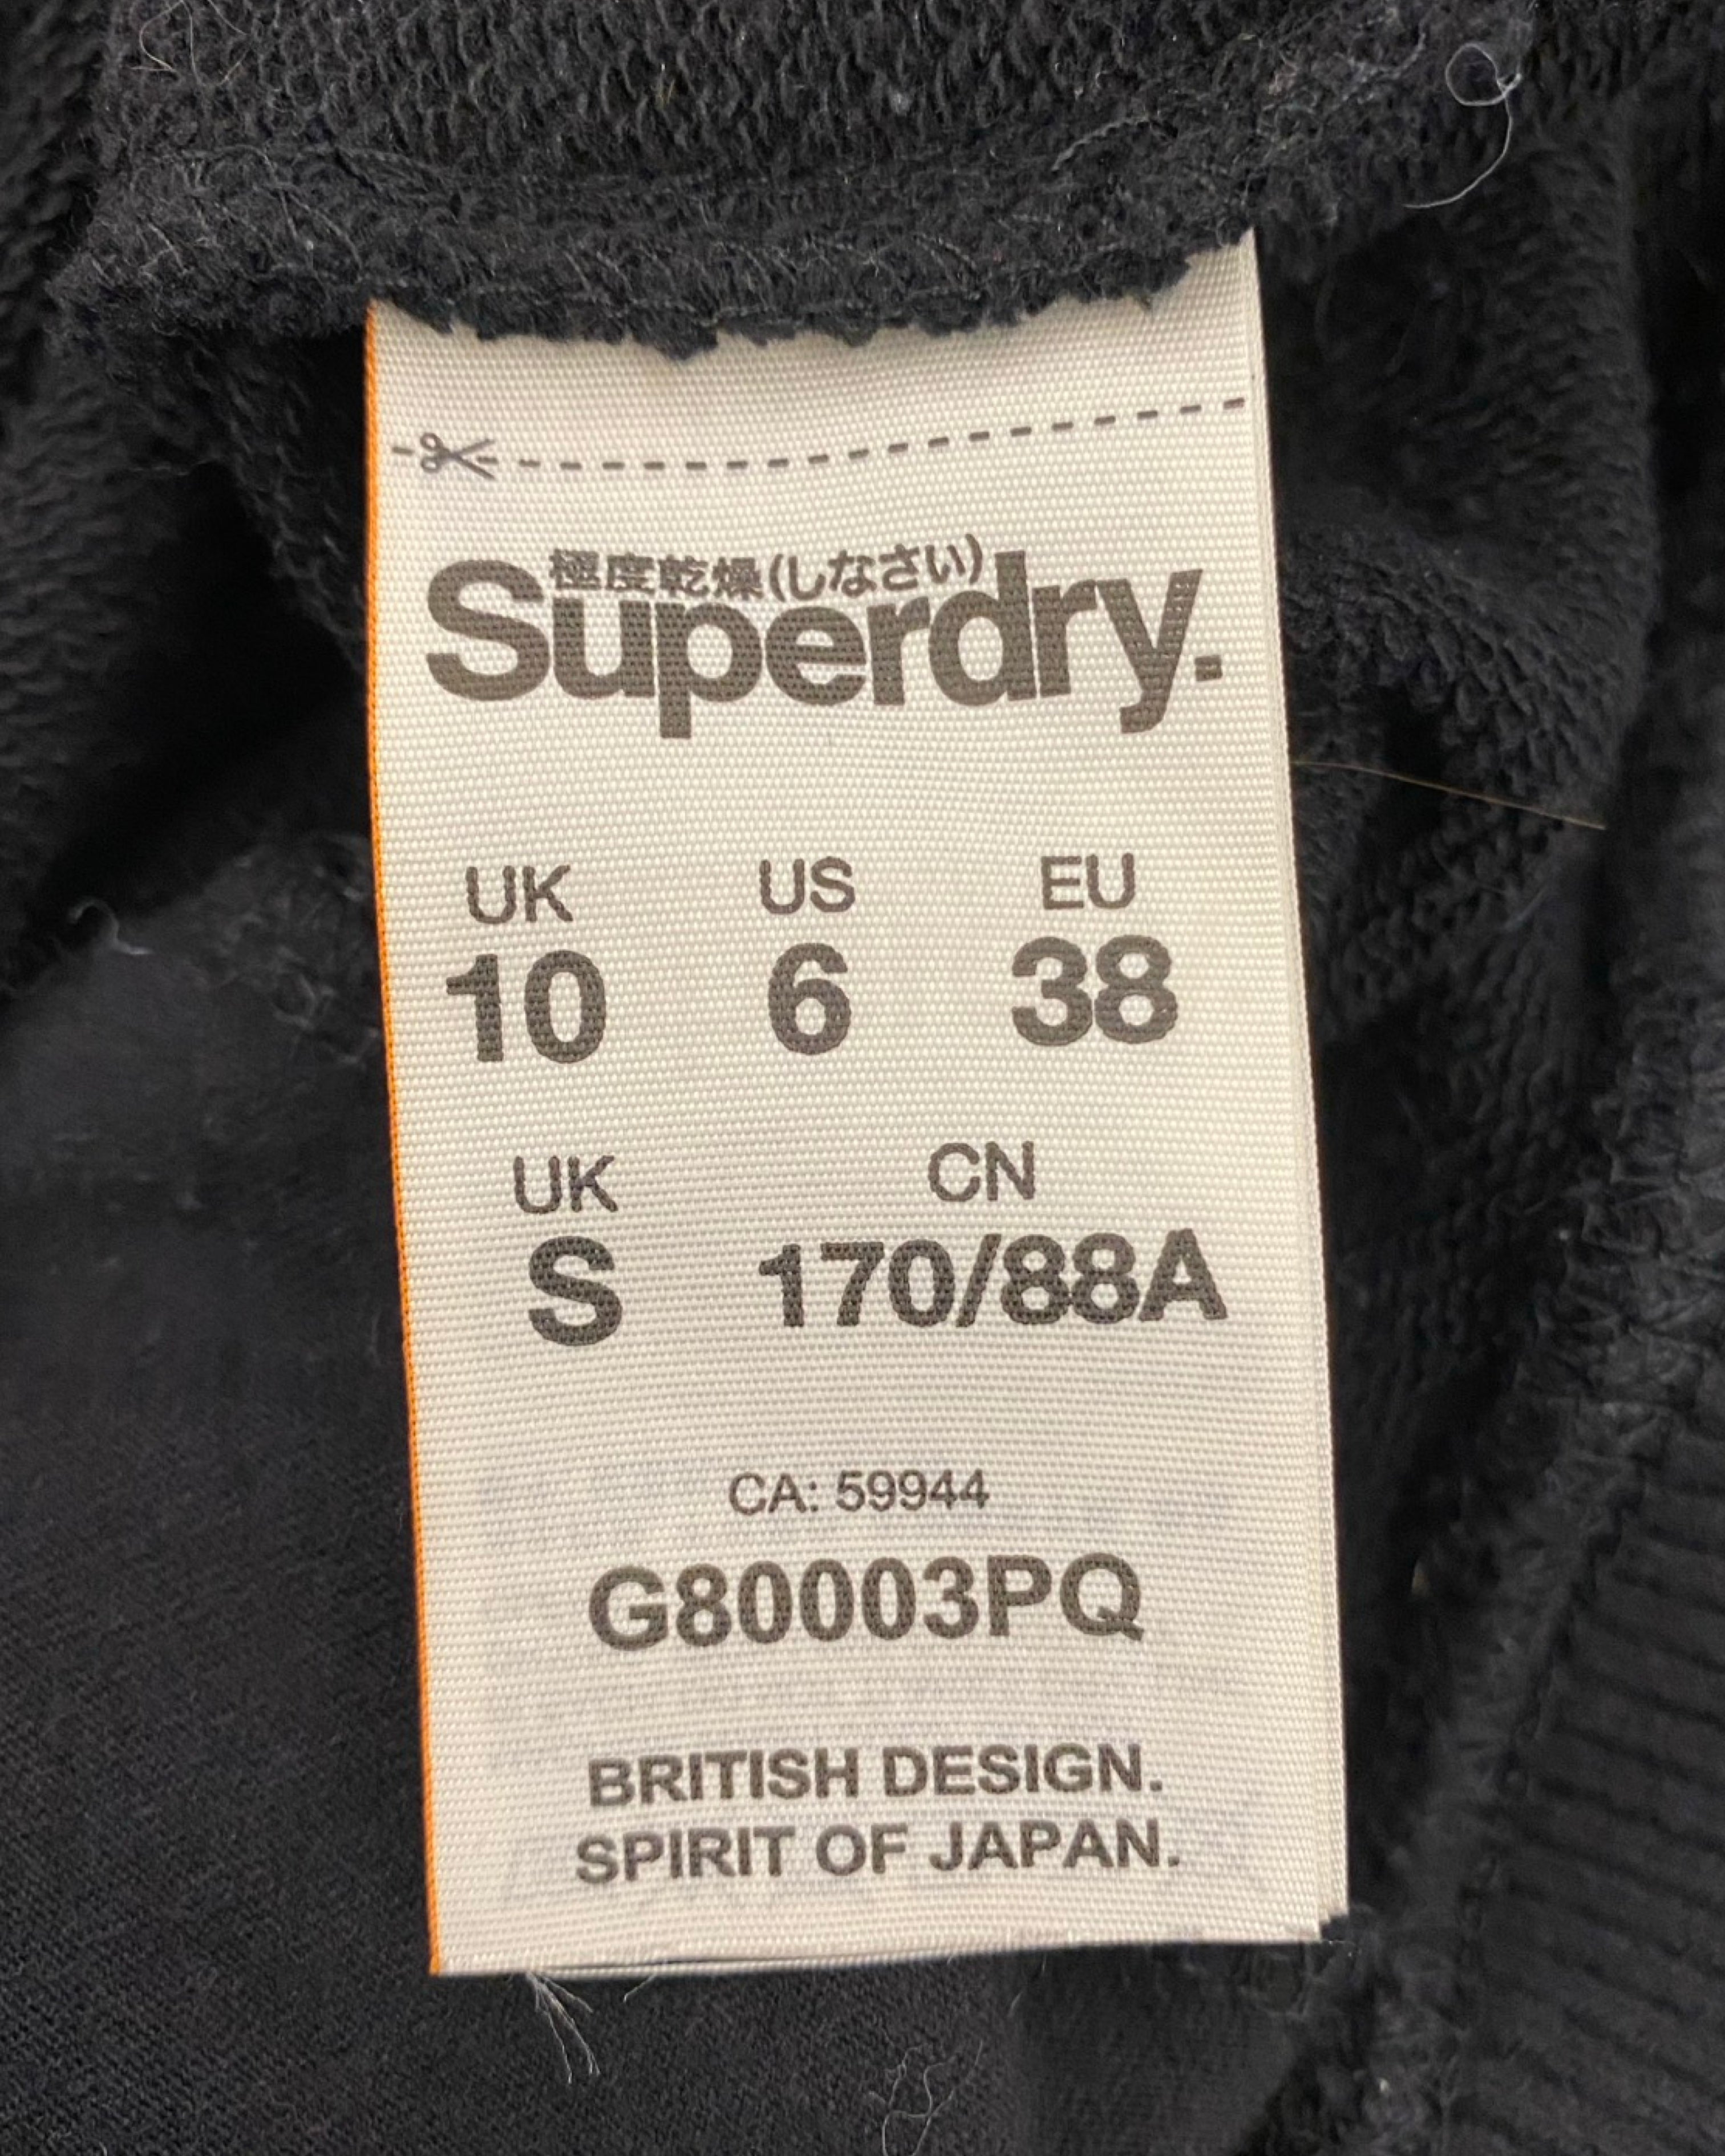 極度乾燥(しなさい)
Superdry.
UK US EU
10 6 38
UK CN
S 170/88A
CA: 59944
G80003PQ
BRITISH DESIGN.
SPIRIT OF JAPAN.